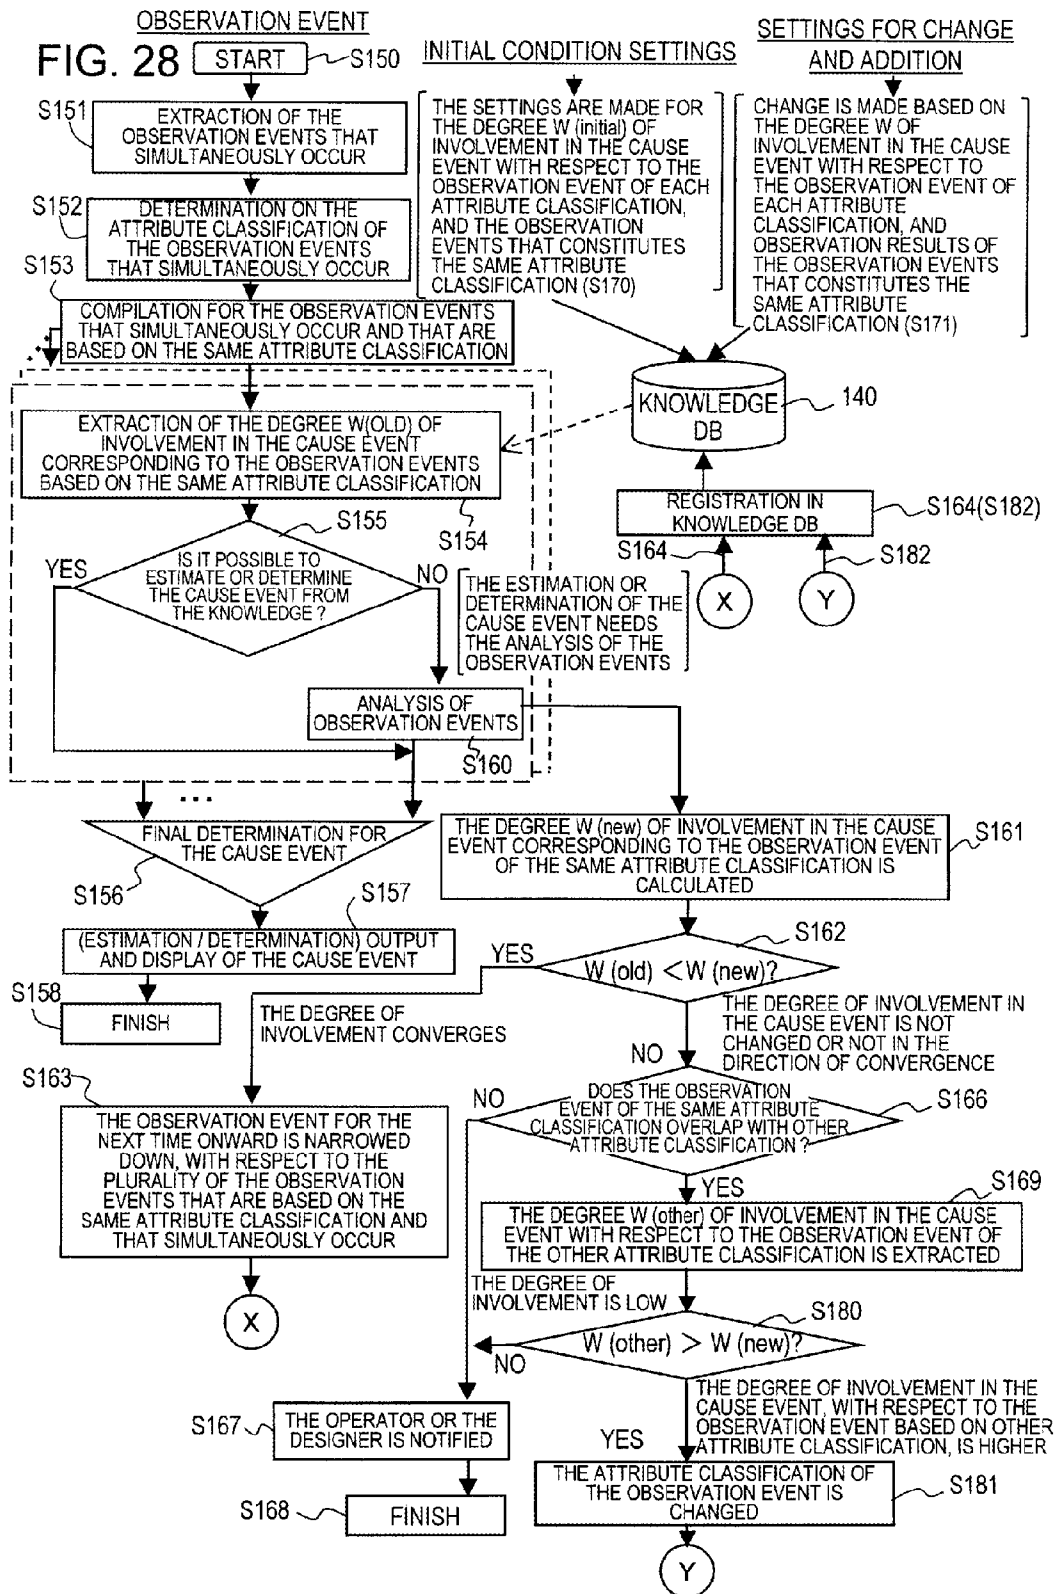 OBSERVATION EVENT
FIG. 28
START
S150
INITIAL CONDITION SETTINGS
SETTINGS FOR CHANGE
AND ADDITION
S151
EXTRACTION OF THE
OBSERVATION EVENTS THAT
SIMULTANEOUSLY OCCUR
THE SETTINGS ARE MADE FOR
THE DEGREE W (initial) OF
INVOLVEMENT IN THE CAUSE
EVENT WITH RESPECT TO THE
OBSERVATION EVENT OF EACH
ATTRIBUTE CLASSIFICATION,
AND THE OBSERVATION
EVENTS THAT CONSTITUTES
THE SAME ATTRIBUTE
CLASSIFICATION (S170)
CHANGE IS MADE BASED ON
THE DEGREE W OF
INVOLVEMENT IN THE CAUSE
EVENT WITH RESPECT TO
THE OBSERVATION EVENT OF
EACH ATTRIBUTE
CLASSIFICATION, AND
OBSERVATION RESULTS OF
THE OBSERVATION EVENTS
THAT CONSTITUTES THE
SAME ATTRIBUTE
CLASSIFICATION (S171)
S152
DETERMINATION ON THE
ATTRIBUTE CLASSIFICATION OF
THE OBSERVATION EVENTS
THAT SIMULTANEOUSLY OCCUR
S153
COMPILATION FOR THE OBSERVATION EVENTS
THAT SIMULTANEOUSLY OCCUR AND THAT ARE
BASED ON THE SAME ATTRIBUTE CLASSIFICATION
KNOWLEDGE
DB
140
EXTRACTION OF THE DEGREE W(OLD) OF
INVOLVEMENT IN THE CAUSE EVENT
CORRESPONDING TO THE OBSERVATION EVENTS
BASED ON THE SAME ATTRIBUTE CLASSIFICATION
S154
REGISTRATION IN
KNOWLEDGE DB
S164(S182)
S164
S182
X
Y
S155
IS IT POSSIBLE TO
ESTIMATE OR DETERMINE
THE CAUSE EVENT FROM
THE KNOWLEDGE ?
YES
NO
THE ESTIMATION OR
DETERMINATION OF THE
CAUSE EVENT NEEDS
THE ANALYSIS OF THE
OBSERVATION EVENTS
ANALYSIS OF
OBSERVATION EVENTS
S160
...
FINAL DETERMINATION FOR
THE CAUSE EVENT
S156
THE DEGREE W (new) OF INVOLVEMENT IN THE CAUSE
EVENT CORRESPONDING TO THE OBSERVATION EVENT
OF THE SAME ATTRIBUTE CLASSIFICATION IS
CALCULATED
S161
S157
(ESTIMATION / DETERMINATION) OUTPUT
AND DISPLAY OF THE CAUSE EVENT
S158
FINISH
S162
W (old) < W (new)?
YES
THE DEGREE OF
INVOLVEMENT CONVERGES
NO
THE DEGREE OF INVOLVEMENT IN
THE CAUSE EVENT IS NOT
CHANGED OR NOT IN THE
DIRECTION OF CONVERGENCE
S163
THE OBSERVATION EVENT FOR THE
NEXT TIME ONWARD IS NARROWED
DOWN, WITH RESPECT TO THE
PLURALITY OF THE OBSERVATION
EVENTS THAT ARE BASED ON THE
SAME ATTRIBUTE CLASSIFICATION AND
THAT SIMULTANEOUSLY OCCUR
X
NO
DOES THE OBSERVATION
EVENT OF THE SAME ATTRIBUTE
CLASSIFICATION OVERLAP WITH OTHER
ATTRIBUTE CLASSIFICATION ?
S166
YES
S169
THE DEGREE W (other) OF INVOLVEMENT IN THE CAUSE
EVENT WITH RESPECT TO THE OBSERVATION EVENT OF
THE OTHER ATTRIBUTE CLASSIFICATION IS EXTRACTED
THE DEGREE OF
INVOLVEMENT IS LOW
S180
W (other) > W (new)?
NO
YES
THE DEGREE OF INVOLVEMENT IN THE
CAUSE EVENT, WITH RESPECT TO THE
OBSERVATION EVENT BASED ON OTHER
ATTRIBUTE CLASSIFICATION, IS HIGHER
S167
THE OPERATOR OR THE
DESIGNER IS NOTIFIED
S168
FINISH
THE ATTRIBUTE CLASSIFICATION OF
THE OBSERVATION EVENT IS
CHANGED
S181
Y